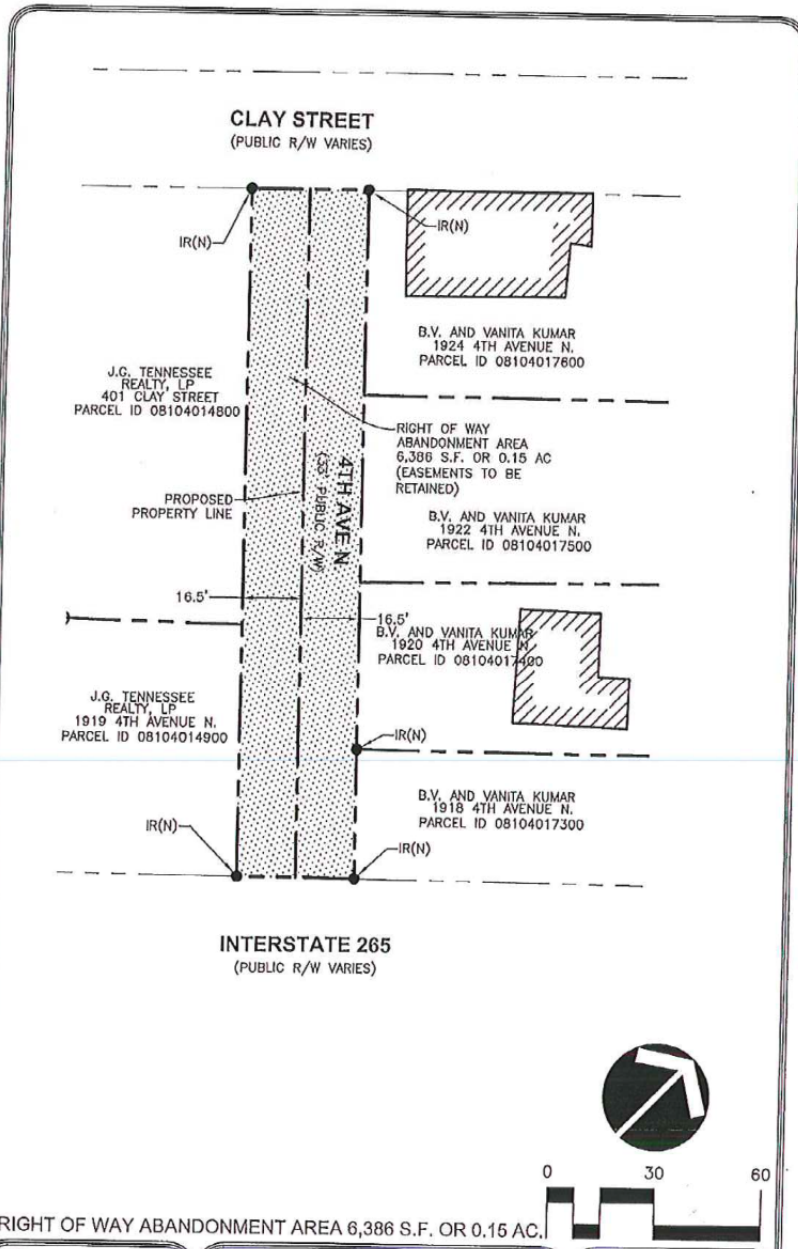 CLAY STREET
(PUBLIC R/W VARIES)
IR(N)
IR(N)
B.V. AND VANITA KUMAR
1924 4TH AVENUE N.
PARCEL ID 08104017600
J.G. TENNESSEE
REALTY, LP
401 CLAY STREET
PARCEL ID 08104014800
RIGHT OF WAY
ABANDONMENT AREA
6,386 S.F. OR 0.15 AC
(EASEMENTS TO BE
RETAINED)
4TH AVE N
(33' PUBLIC R/W)
PROPOSED
PROPERTY LINE
B.V. AND VANITA KUMAR
1922 4TH AVENUE N.
PARCEL ID 08104017500
16.5'
16.5'
B.V. AND VANITA KUMAR
1920 4TH AVENUE N.
PARCEL ID 08104017400
J.G. TENNESSEE
REALTY, LP
1919 4TH AVENUE N.
PARCEL ID 08104014900
IR(N)
B.V. AND VANITA KUMAR
1918 4TH AVENUE N.
PARCEL ID 08104017300
IR(N)
IR(N)
INTERSTATE 265
(PUBLIC R/W VARIES)
0 30 60
RIGHT OF WAY ABANDONMENT AREA 6,386 S.F. OR 0.15 AC.